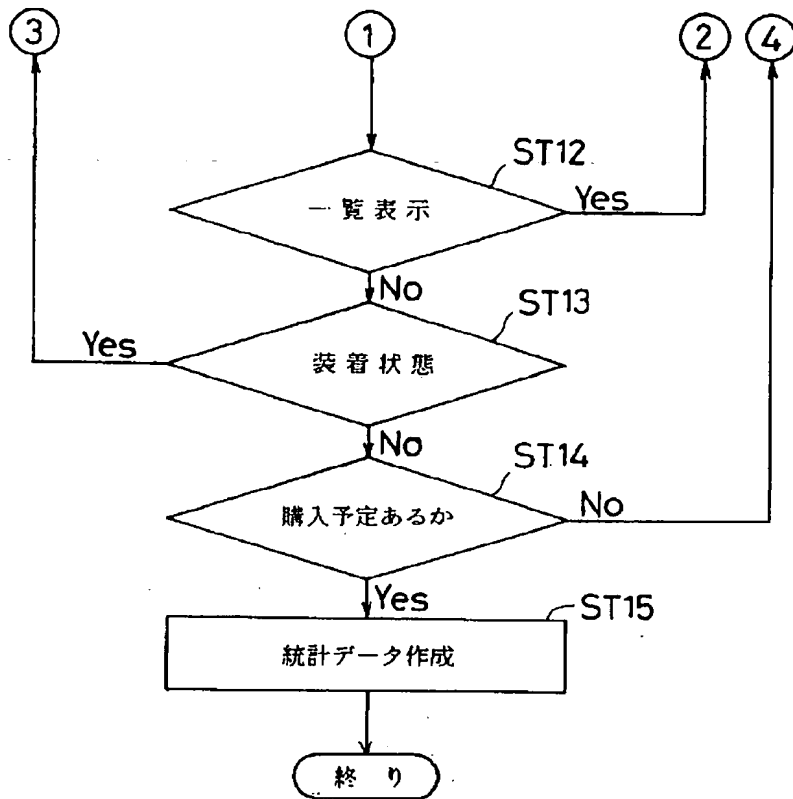 3
1
2
4
ST12
一覧表示
Yes
No
ST13
Yes
装着状態
No
ST14
購入予定あるか
No
Yes
ST15
統計データ作成
終り